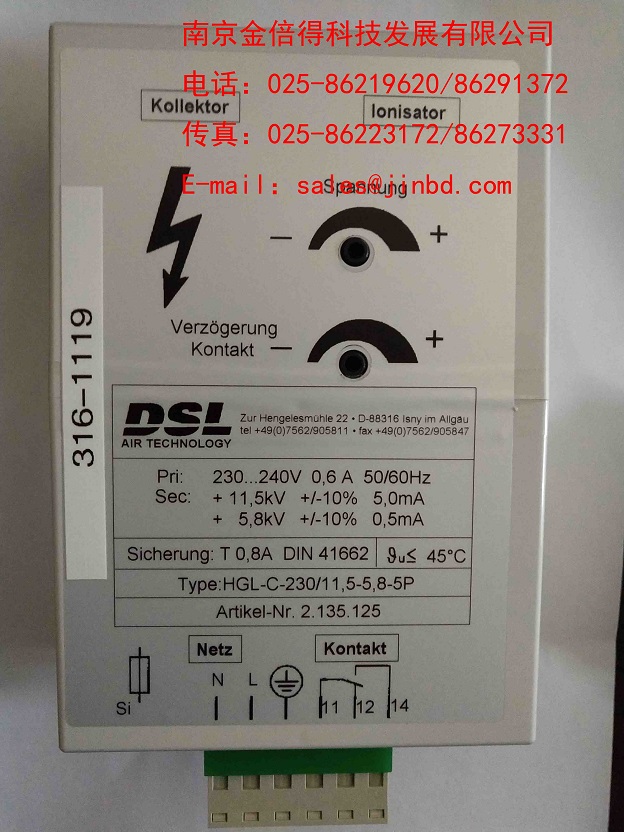 南京金倍得科技发展有限公司
电话：025-86219620/86291372
Kollektor
Ionisator
传真：025-86223172/86273331
E-mail：sales@jinbd.com
Spannung
− +
Verzögerung
Kontakt − +
316-1119
DSL
AIR TECHNOLOGY
Zur Hengelesmühle 22 • D-88316 Isny im Allgäu
tel +49(0)7562/905811 • fax +49(0)7562/905847
Pri: 230...240V 0,6 A 50/60Hz
Sec: + 11,5kV +/-10% 5,0mA
+ 5,8kV +/-10% 0,5mA
Sicherung: T 0,8A DIN 41662 ϑu≤ 45°C
Type:HGL-C-230/11,5-5,8-5P
Artikel-Nr. 2.135.125
Netz Kontakt
N L
Si 11 12 14